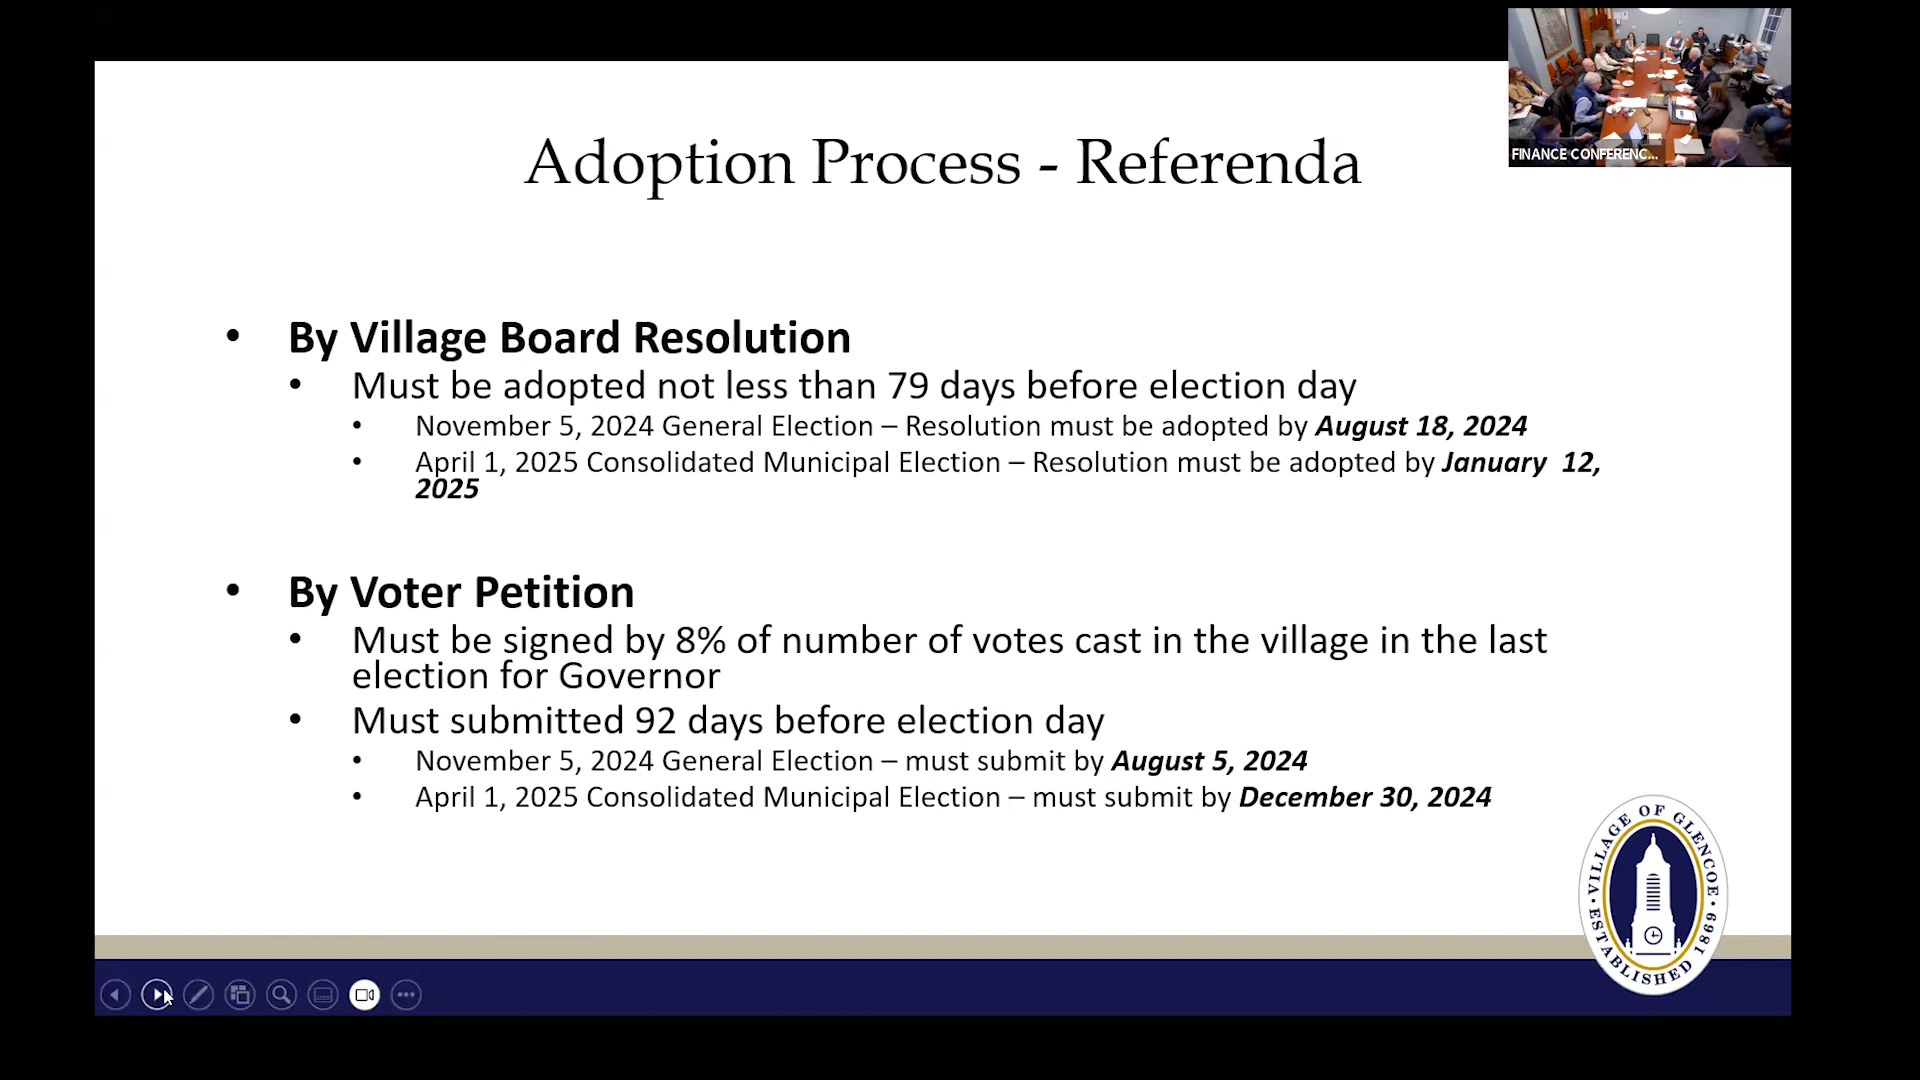 FINANCE CONFERENC...
Adoption Process - Referenda
• By Village Board Resolution
• Must be adopted not less than 79 days before election day
• November 5, 2024 General Election – Resolution must be adopted by August 18, 2024
• April 1, 2025 Consolidated Municipal Election – Resolution must be adopted by January 12,
2025
• By Voter Petition
• Must be signed by 8% of number of votes cast in the village in the last
election for Governor
• Must submitted 92 days before election day
• November 5, 2024 General Election – must submit by August 5, 2024
• April 1, 2025 Consolidated Municipal Election – must submit by December 30, 2024
• VILLAGE OF GLENCOE •
ESTABLISHED 1869